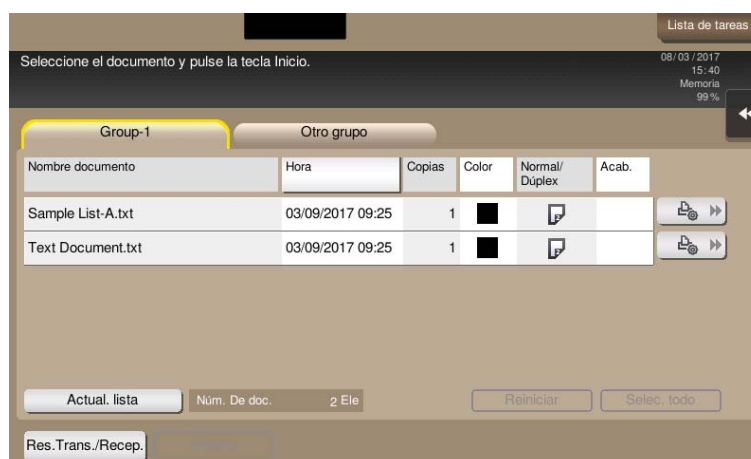 Lista de tareas
Seleccione el documento y pulse la tecla Inicio.
08/03/2017
15:40
Memoria
99%
Group-1
Otro grupo
Nombre documento Hora Copias Color Normal/ Acab.
Dúplex
Sample List-A.txt 03/09/2017 09:25 1
Text Document.txt 03/09/2017 09:25 1
Actual. lista Núm. De doc. 2 Ele Reiniciar Selec. todo
Res.Trans./Recep.